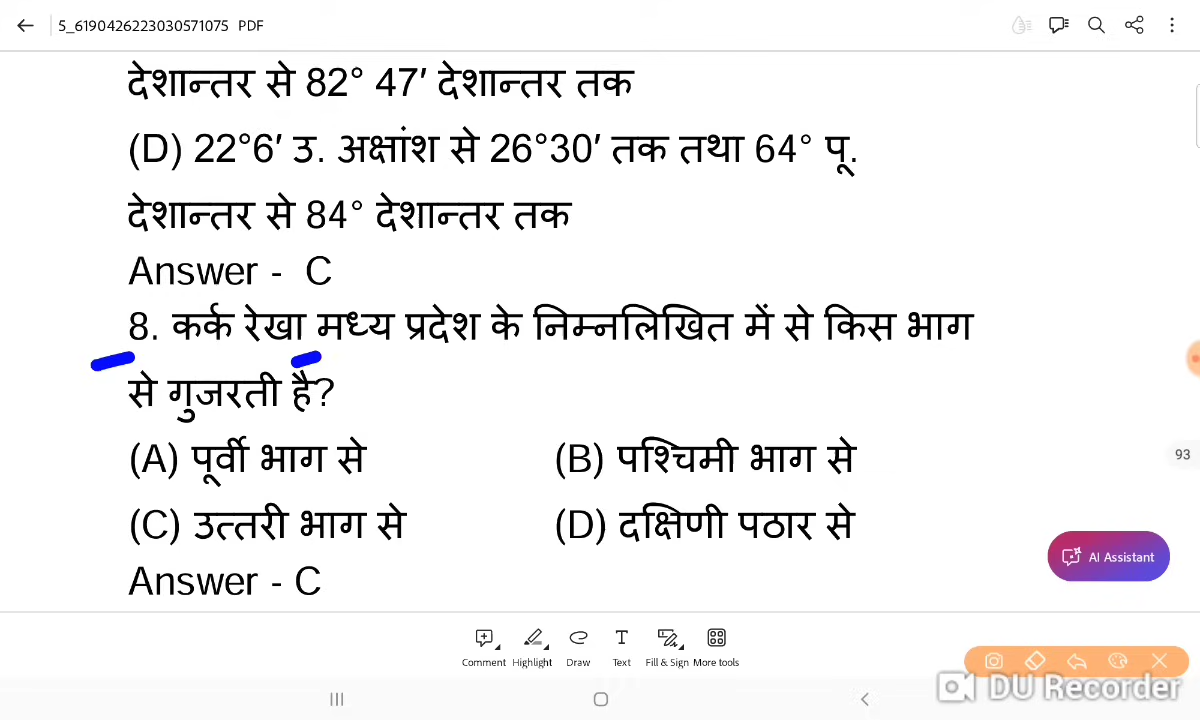 5_6190426223030571075 PDF
देशान्तर से 82° 47′ देशान्तर तक
(D) 22°6′ उ. अक्षांश से 26°30′ तक तथा 64° पू.
देशान्तर से 84° देशान्तर तक
Answer - C
8. कर्क रेखा मध्य प्रदेश के निम्नलिखित में से किस भाग
से गुजरती है?
(A) पूर्वी भाग से (B) पश्चिमी भाग से
(C) उत्तरी भाग से (D) दक्षिणी पठार से
Answer - C
93
AI Assistant
Comment Highlight Draw Text Fill & Sign More tools
DU Recorder